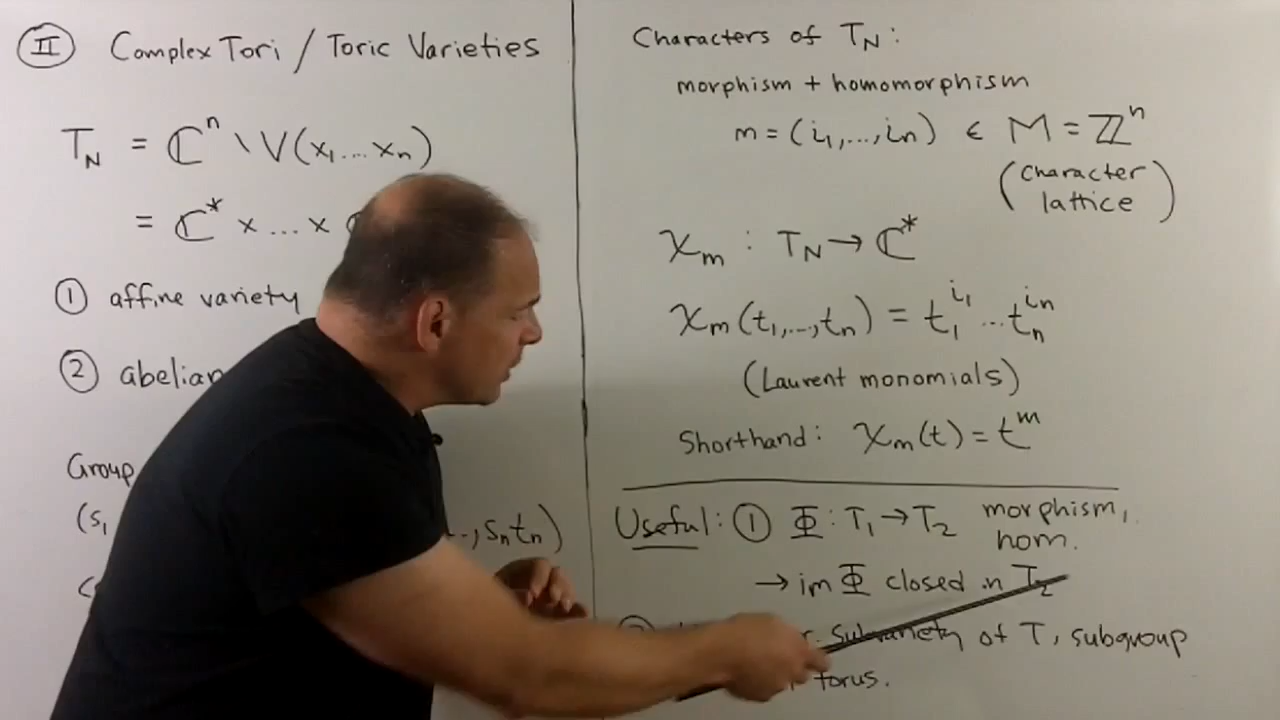 II Complex Tori / Toric Varieties
T_N = ℂ^n \ V(x_1 ... x_n)
= ℂ^* × ... ×
① affine variety
② abelian
Group
(s_1
.., s_n t_n)
Characters of T_N:
morphism + homomorphism
m = (i_1, ..., i_n) ∈ M = ℤ^n
(character
lattice)
χ_m : T_N → ℂ^*
χ_m(t_1, ..., t_n) = t_1^{i_1} ... t_n^{i_n}
(Laurent monomials)
Shorthand: χ_m(t) = t^m
Useful: ① Φ: T_1 → T_2 morphism,
hom.
→ im Φ closed in T_2
subvariety of T, subgroup
torus.